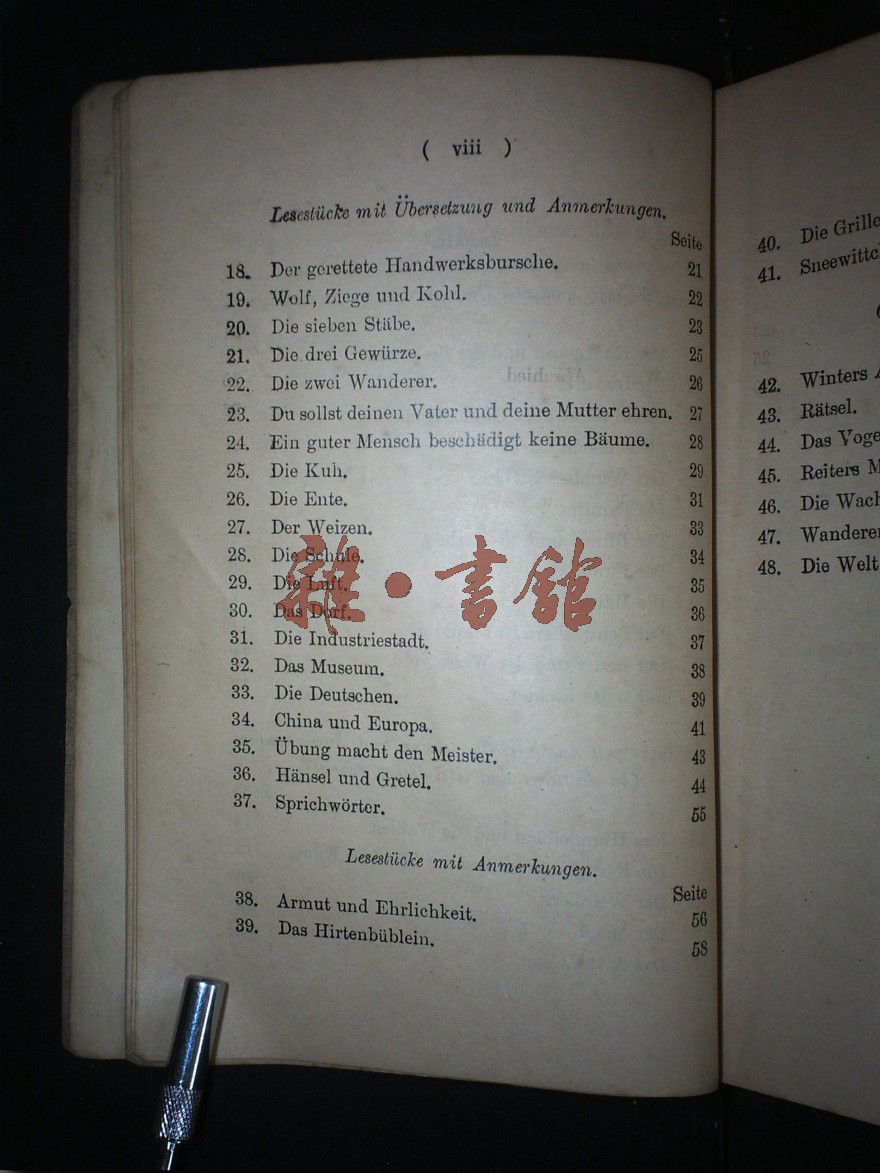 ( viii )
Lesestücke mit Übersetzung und Anmerkungen.
Seite
18. Der gerettete Handwerksbursche. 21
19. Wolf, Ziege und Kohl. 22
20. Die sieben Stäbe. 23
21. Die drei Gewürze. 25
22. Die zwei Wanderer. 26
23. Du sollst deinen Vater und deine Mutter ehren. 27
24. Ein guter Mensch beschädigt keine Bäume. 28
25. Die Kuh. 29
26. Die Ente. 31
27. Der Weizen. 33
28. Die Schule. 34
29. Die Luft. 35
30. Das Dorf. 36
31. Die Industriestadt. 37
32. Das Museum. 38
33. Die Deutschen. 39
34. China und Europa. 41
35. Übung macht den Meister. 43
36. Hänsel und Gretel. 44
37. Sprichwörter. 55
Lesestücke mit Anmerkungen.
Seite
38. Armut und Ehrlichkeit. 56
39. Das Hirtenbüblein. 58
雜·書館
40. Die Grille
41. Sneewittc
42. Winters
43. Rätsel.
44. Das Voge
45. Reiters M
46. Die Wach
47. Wandere
48. Die Welt